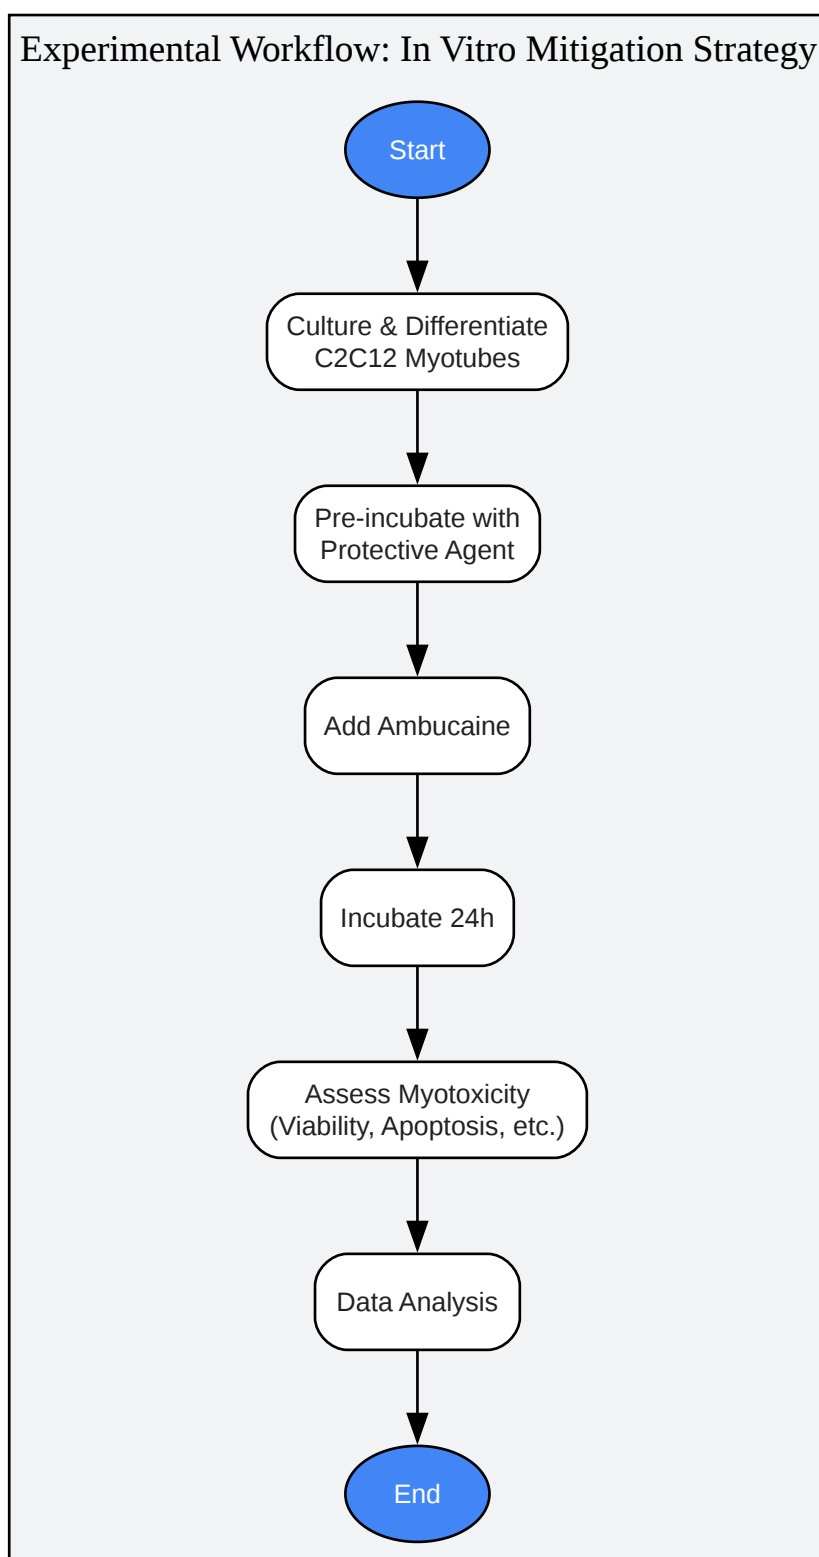 Experimental Workflow: In Vitro Mitigation Strategy
Start
Culture & Differentiate
C2C12 Myotubes
Pre-incubate with
Protective Agent
Add Ambucaine
Incubate 24h
Assess Myotoxicity
(Viability, Apoptosis, etc.)
Data Analysis
End